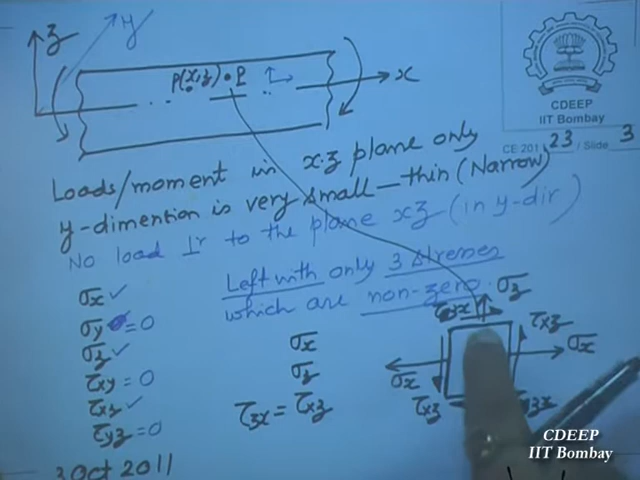 z
y
P(x,z) P
x
CDEEP
IIT Bombay
CE 201 23 / Slide 3
Loads/moment in x-z plane only
y-dimention is very small – thin (Narrow)
No load ⊥r to the plane xz (in y-dir)
Left with only 3 stresses
which are non-zero.
σx ✓
σy = 0
σz ✓
τxy = 0
τxz ✓
τyz = 0
σx
σz
τzx = τxz
σz
τzx
τxz
σx
σx
τxz
zx
3 Oct 2011
CDEEP
IIT Bombay